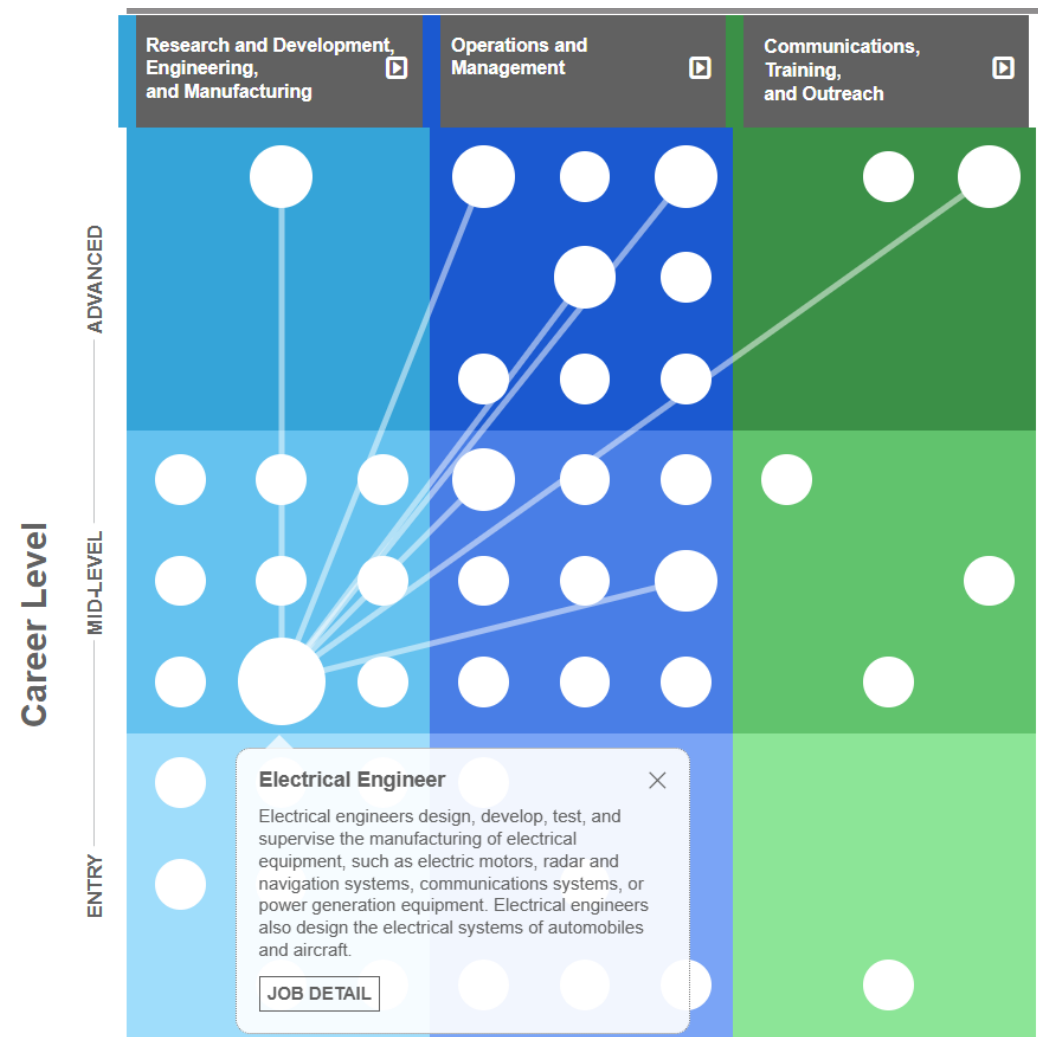 Research and Development,
Engineering,
and Manufacturing
Operations and
Management
Communications,
Training,
and Outreach
Career Level
ADVANCED
MID-LEVEL
ENTRY
Electrical Engineer
Electrical engineers design, develop, test, and
supervise the manufacturing of electrical
equipment, such as electric motors, radar and
navigation systems, communications systems, or
power generation equipment. Electrical engineers
also design the electrical systems of automobiles
and aircraft.
JOB DETAIL